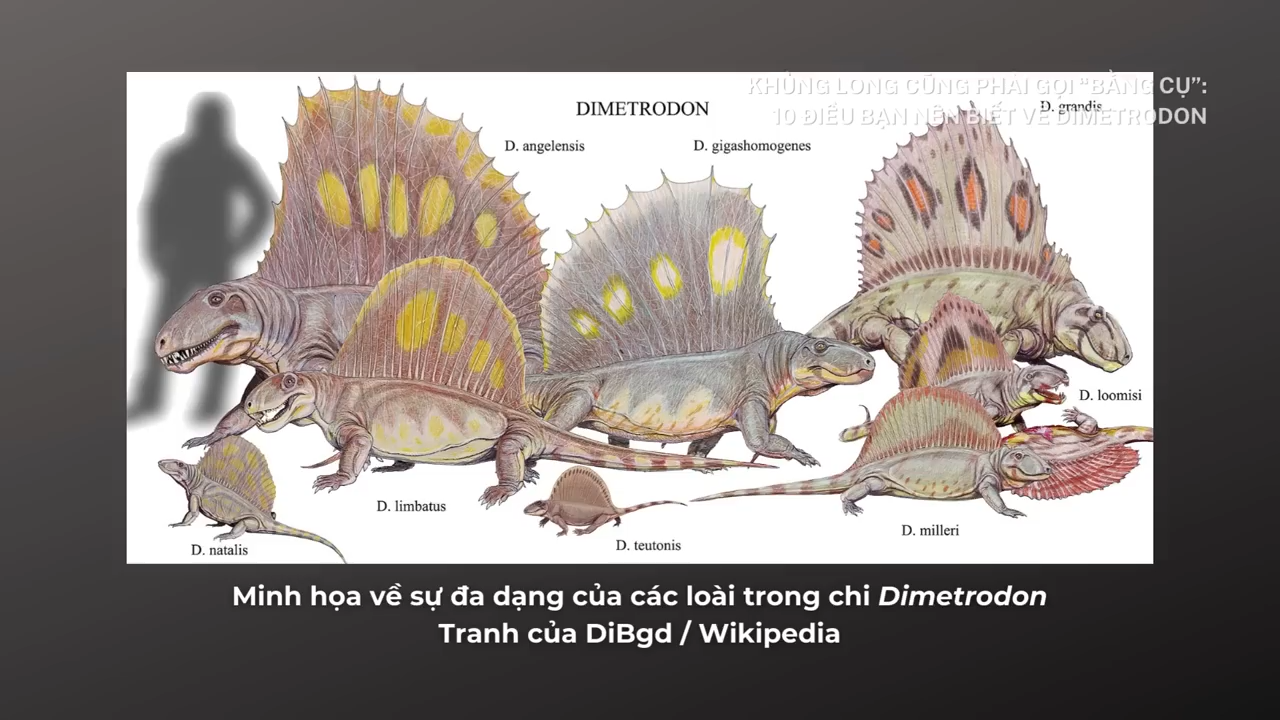 KHỦNG LONG CŨNG PHẢI GỌI “BẰNG CỤ”:
10 ĐIỀU BẠN NÊN BIẾT VỀ DIMETRODON
DIMETRODON
D. grandis
D. angelensis
D. gigashomogenes
D. loomisi
D. limbatus
D. milleri
D. natalis
D. teutonis
Minh họa về sự đa dạng của các loài trong chi Dimetrodon
Tranh của DiBgd / Wikipedia